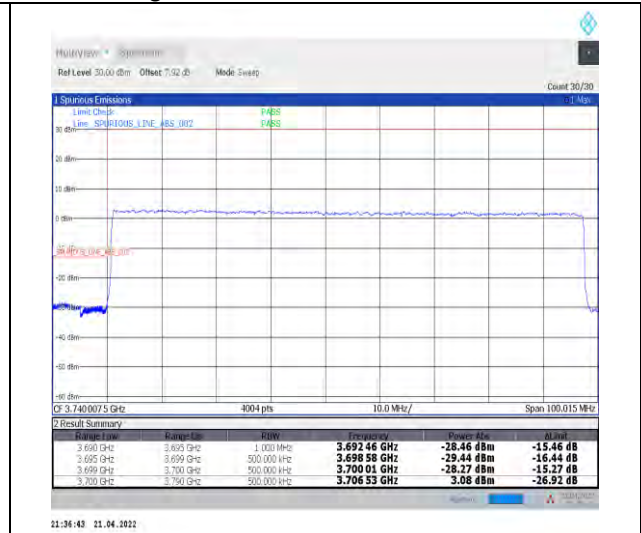 MultiView
Ref Level 30.00 dBm Offset 7.92 dB Mode Sweep
Count 30/30
1 Spurious Emissions
Limit Check PASS
Line _SPURIOUS_LINE_ABS_002 PASS
30 dBm
20 dBm
10 dBm
0 dBm
-20 dBm
-40 dBm
-50 dBm
-60 dBm
CF 3.7400075 GHz 4004 pts 10.0 MHz/ Span 100.015 MHz
2 Result Summary
Range Low Range Up RBW Frequency Power Abs ΔLimit
3.690 GHz 3.695 GHz 1.000 MHz 3.692 46 GHz -28.46 dBm -15.46 dB
3.695 GHz 3.699 GHz 500.000 kHz 3.698 58 GHz -29.44 dBm -16.44 dB
3.699 GHz 3.700 GHz 500.000 kHz 3.700 01 GHz -28.27 dBm -15.27 dB
3.700 GHz 3.790 GHz 500.000 kHz 3.706 53 GHz 3.08 dBm -26.92 dB
21:36:43 21.04.2022